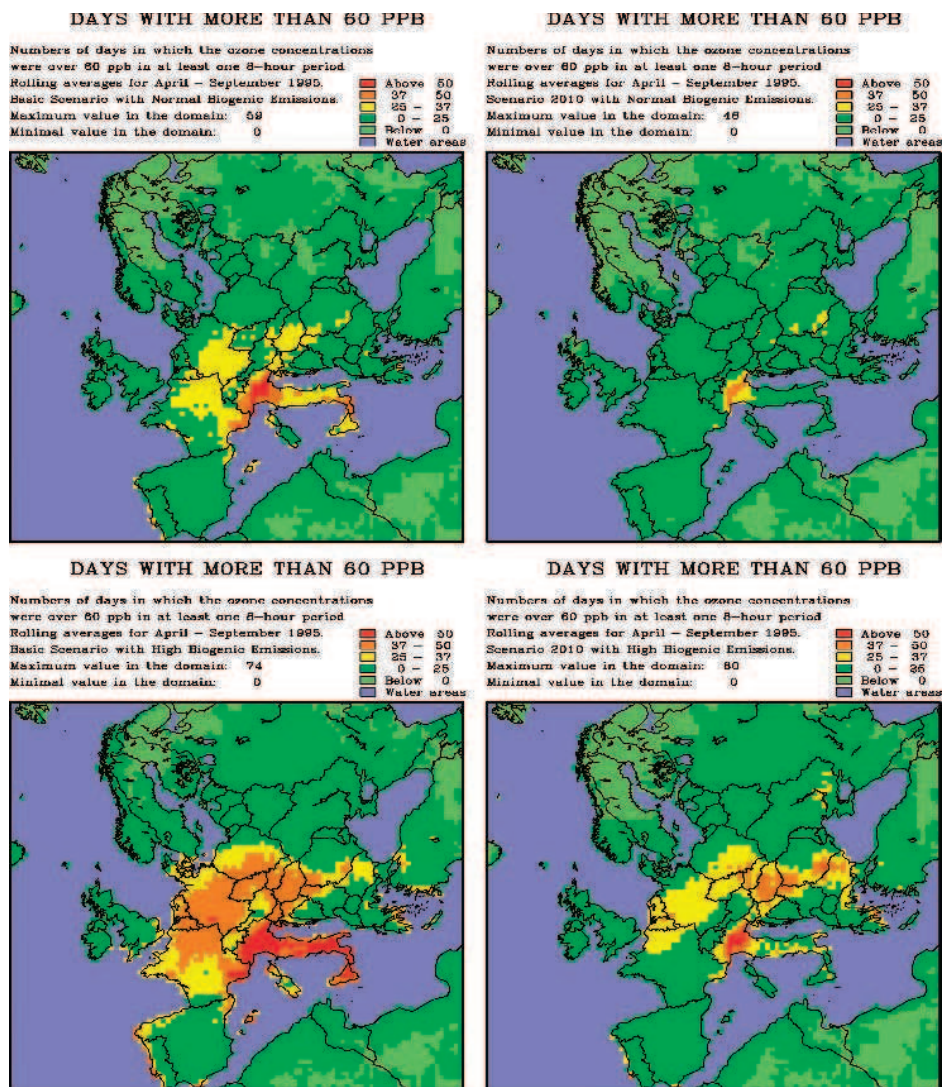 DAYS WITH MORE THAN 60 PPB
Numbers of days in which the ozone concentrations
were over 60 ppb in at least one 8-hour period
Rolling averages for April - September 1995.
Basic Scenario with Normal Biogenic Emissions.
Maximum value in the domain: 59
Minimal value in the domain: 0
Above 50
37 50
25 - 37
0 - 25
Below 0
Water areas
DAYS WITH MORE THAN 60 PPB
Numbers of days in which the ozone concentrations
were over 60 ppb in at least one 8-hour period
Rolling averages for April - September 1995.
Scenario 2010 with Normal Biogenic Emissions.
Maximum value in the domain: 46
Minimal value in the domain: 0
Above 50
37 50
25 - 37
0 - 25
Below 0
Water areas
DAYS WITH MORE THAN 60 PPB
Numbers of days in which the ozone concentrations
were over 60 ppb in at least one 8-hour period
Rolling averages for April - September 1995.
Basic Scenario with High Biogenic Emissions.
Maximum value in the domain: 74
Minimal value in the domain: 0
Above 50
37 - 50
25 - 37
0 - 25
Below 0
Water areas
DAYS WITH MORE THAN 60 PPB
Numbers of days in which the ozone concentrations
were over 60 ppb in at least one 8-hour period
Rolling averages for April - September 1995.
Scenario 2010 with High Biogenic Emissions.
Maximum value in the domain: 60
Minimal value in the domain: 0
Above 50
37 - 50
25 - 37
0 - 25
Below 0
Water areas